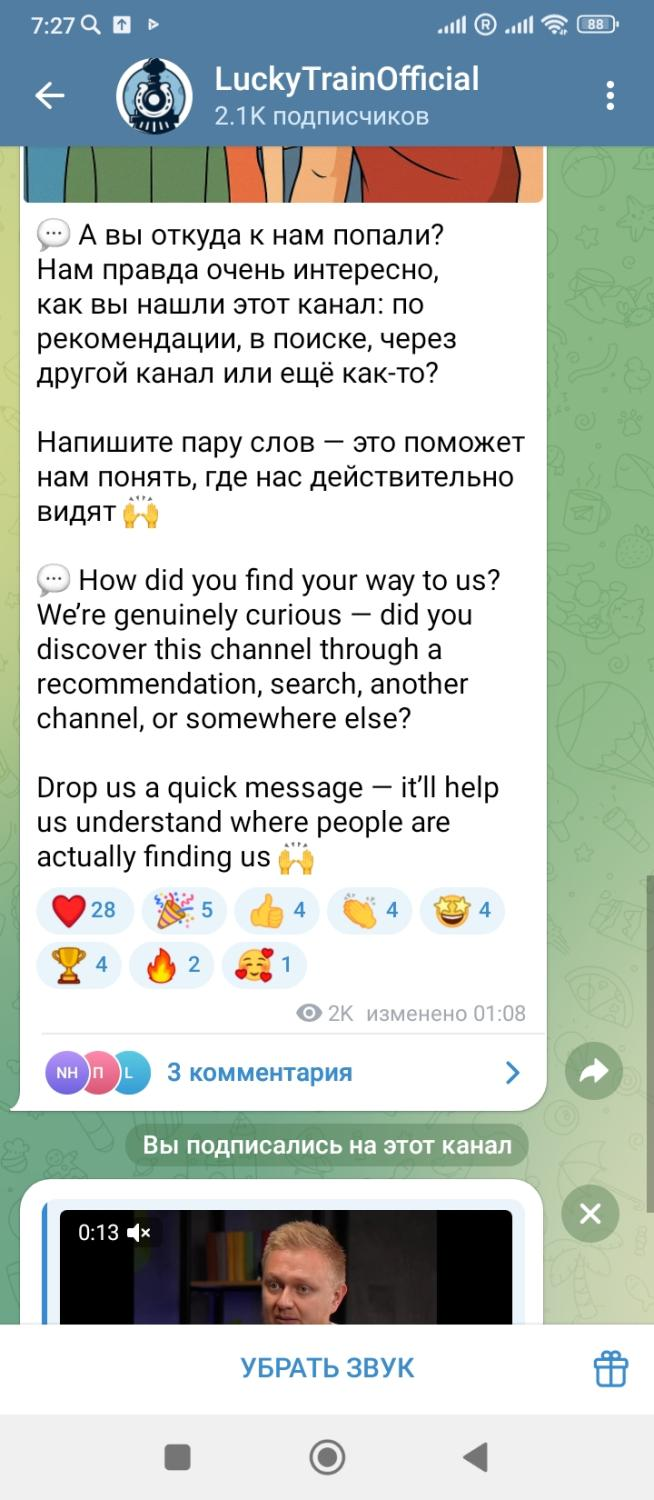 7:27
R
88
LuckyTrainOfficial
2.1K подписчиков
💬 А вы откуда к нам попали?
Нам правда очень интересно,
как вы нашли этот канал: по
рекомендации, в поиске, через
другой канал или ещё как-то?
Напишите пару слов — это поможет
нам понять, где нас действительно
видят 🙌
💬 How did you find your way to us?
We’re genuinely curious — did you
discover this channel through a
recommendation, search, another
channel, or somewhere else?
Drop us a quick message — it’ll help
us understand where people are
actually finding us 🙌
❤️ 28 🎉 5 👍 4 👏 4 🤩 4
🏆 4 🔥 2 🥰 1
2K изменено 01:08
NH П L 3 комментария
Вы подписались на этот канал
0:13
УБРАТЬ ЗВУК